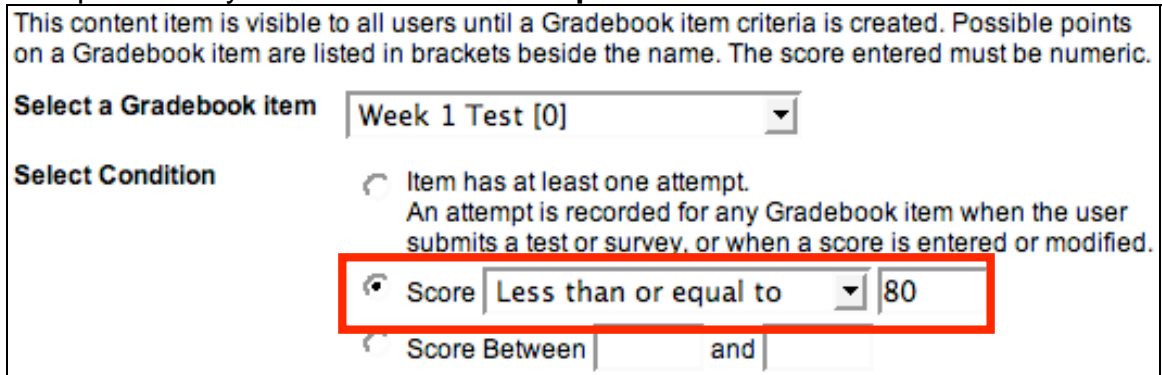 This content item is visible to all users until a Gradebook item criteria is created. Possible points
on a Gradebook item are listed in brackets beside the name. The score entered must be numeric.
Select a Gradebook item Week 1 Test [0]
Select Condition Item has at least one attempt.
An attempt is recorded for any Gradebook item when the user
submits a test or survey, or when a score is entered or modified.
Score Less than or equal to 80
Score Between and